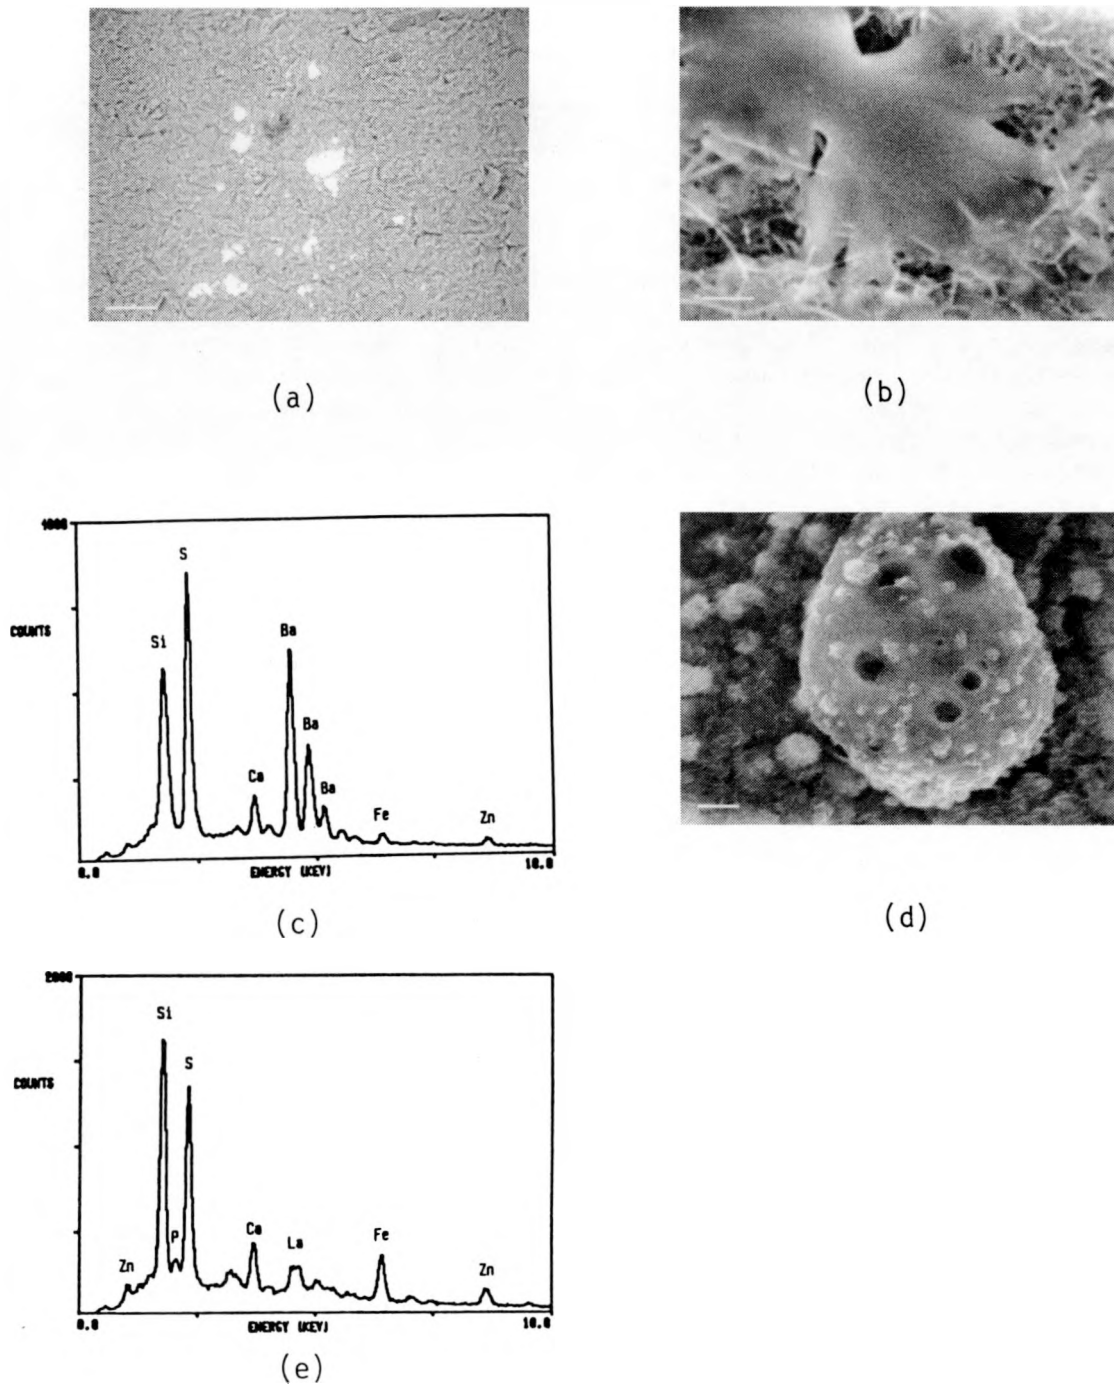 (a)
(b)
1000
S
Si
COUNTS
Ba
Ba
Ca
Ba
Fe
Zn
0.0
ENERGY (KEV)
10.0
(c)
(d)
2000
Si
S
COUNTS
P
Ca
La
Fe
Zn
Zn
0.0
ENERGY (KEV)
10.0
(e)